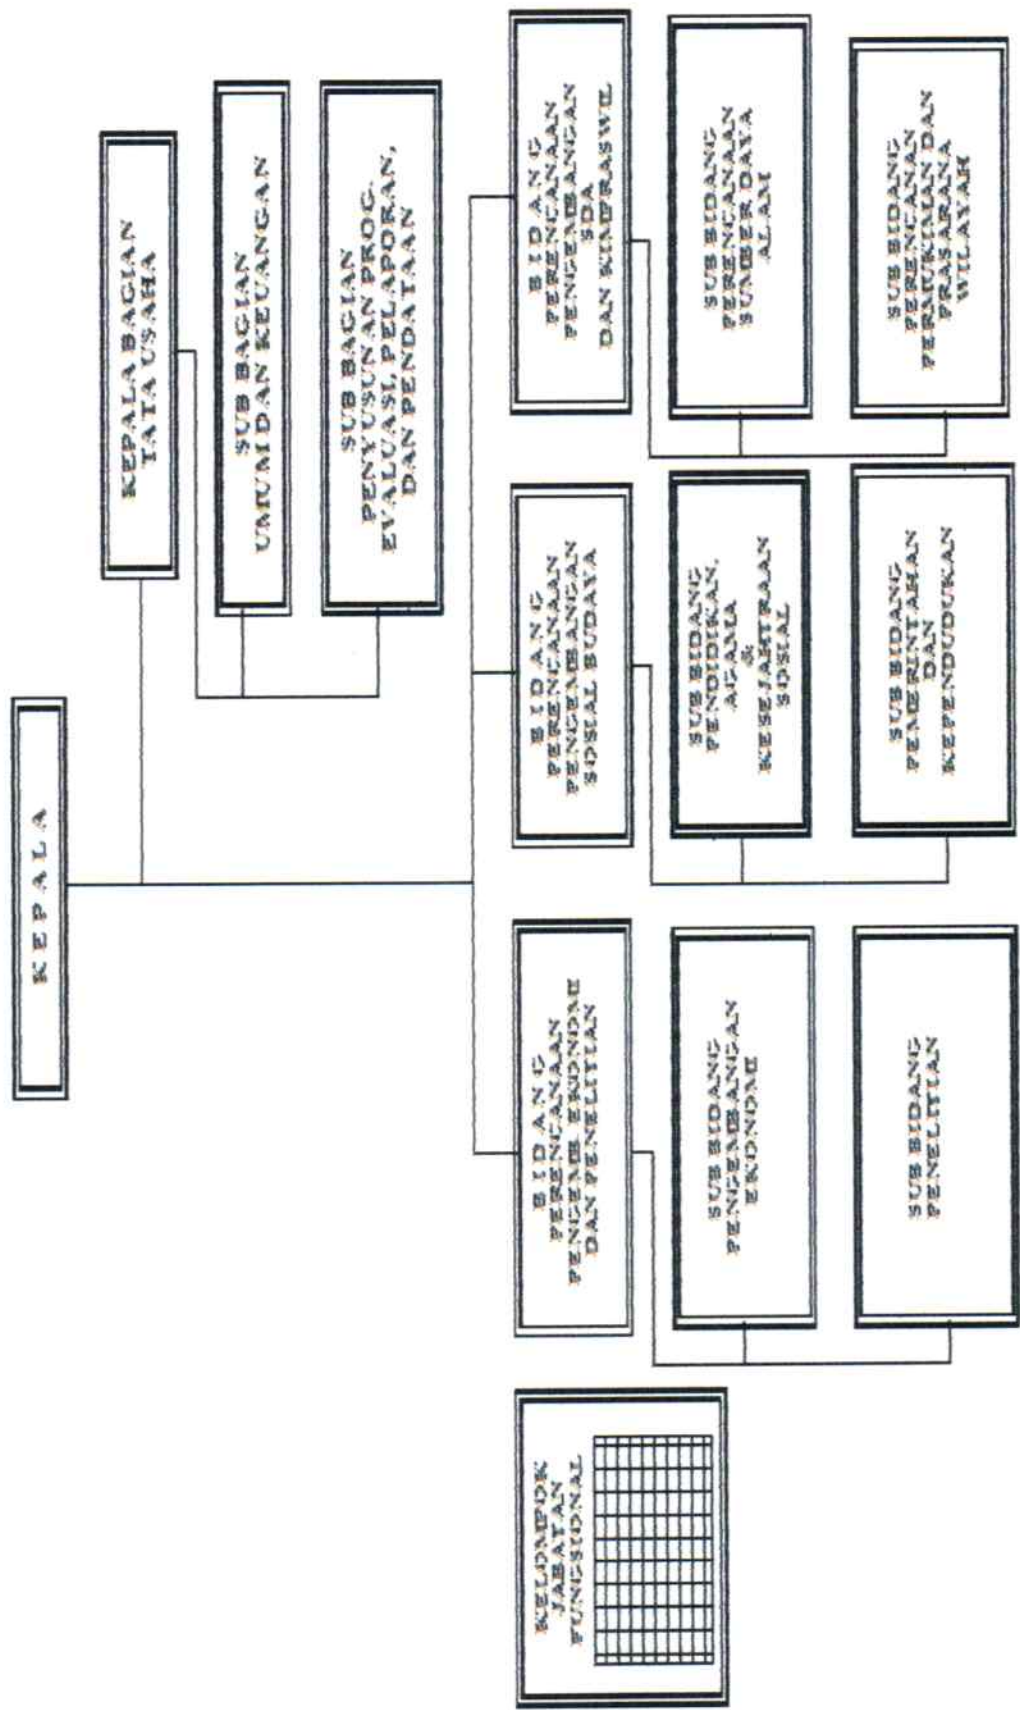 KEPALA
KEPALA BAGIAN
TATA USAHA
SUB BAGIAN
UMUM DAN KEUANGAN
SUB BAGIAN
PENYUSUNAN PROG.
EVALUASI, PELAPORAN,
DAN PENDATAAN
KELOMPOK
JABATAN
FUNGSIONAL
BIDANG
PERENCANAAN
PENGEMB EKONOMI
DAN PENELITIAN
SUB BIDANG
PENGEMBANGAN
EKONOMI
SUB BIDANG
PENELITIAN
BIDANG
PERENCANAAN
PENGEMBANGAN
SOSIAL BUDAYA
SUB BIDANG
PENDIDIKAN,
AGAMA
&
KESEJAHTRAAN
SOSIAL
SUB BIDANG
PEMERINTAHAN
DAN
KEPENDUDUKAN
BIDANG
PERENCANAAN
PENGEMBANGAN
SDA
DAN KIMPRASWIL
SUB BIDANG
PERENCANAAN
SUMBER DAYA
ALAM
SUB BIDANG
PERENCANAN
PERMUKIMAN DAN
PRASARANA
WILAYAH